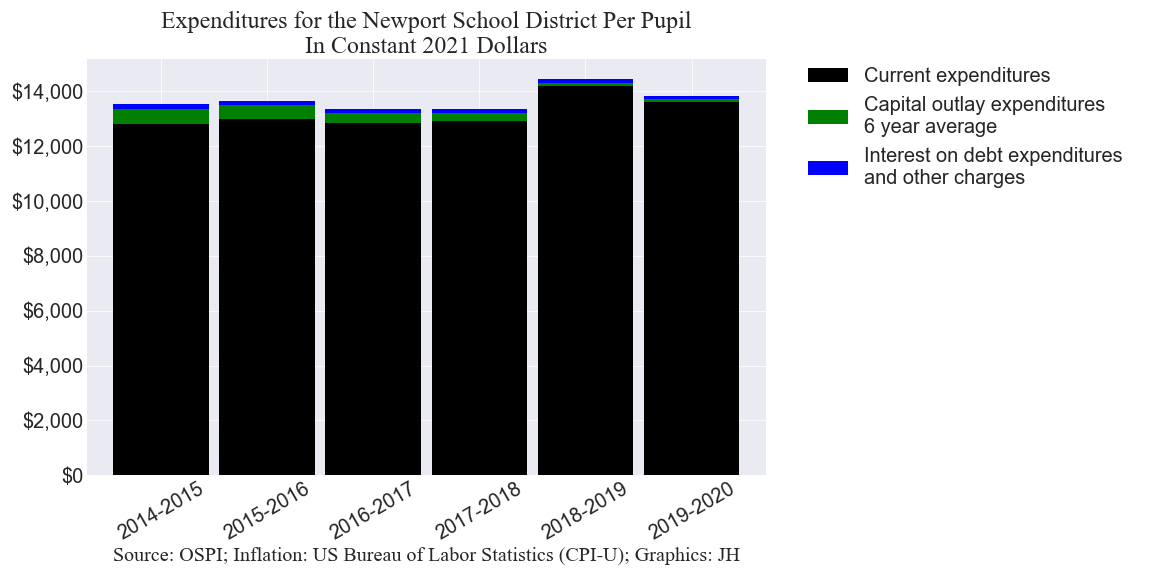 Expenditures for the Newport School District Per Pupil
In Constant 2021 Dollars
$14,000
$12,000
$10,000
$8,000
$6,000
$4,000
$2,000
$0
2014-2015
2015-2016
2016-2017
2017-2018
2018-2019
2019-2020
Current expenditures
Capital outlay expenditures
6 year average
Interest on debt expenditures
and other charges
Source: OSPI; Inflation: US Bureau of Labor Statistics (CPI-U); Graphics: JH